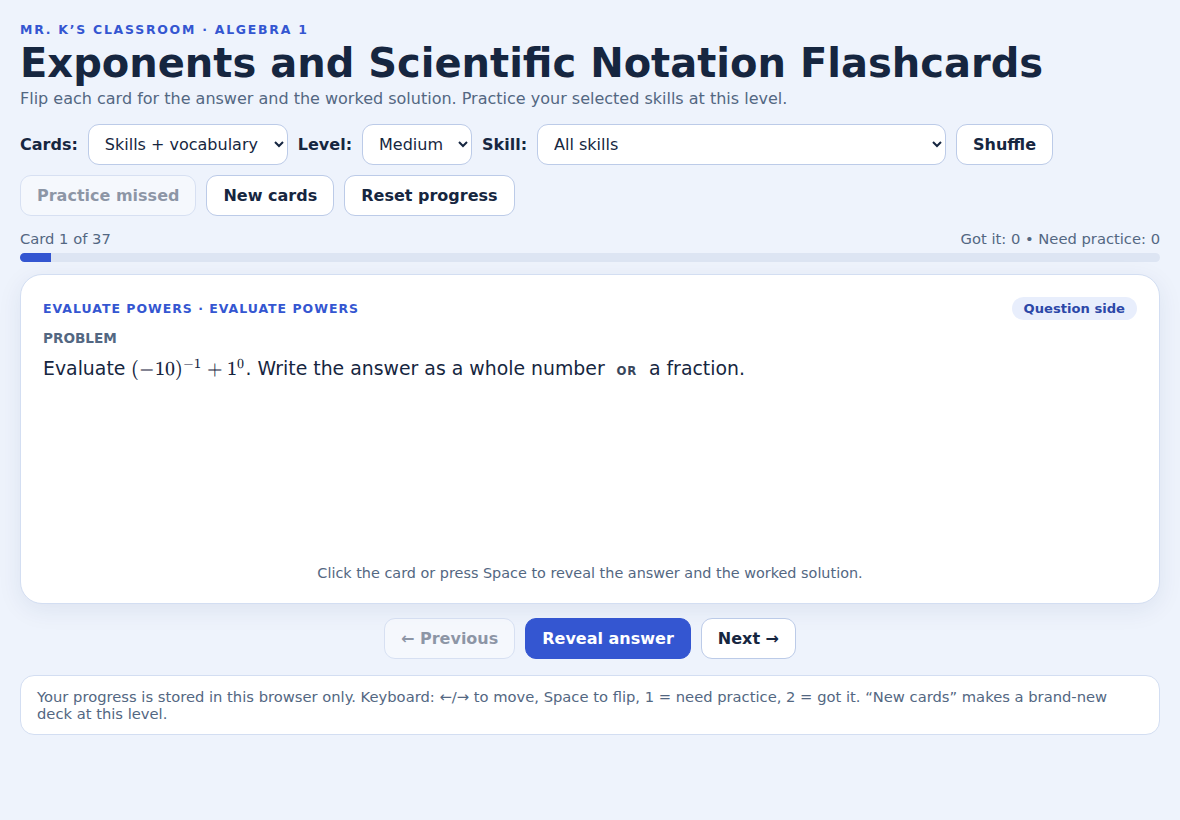 MR. K’S CLASSROOM · ALGEBRA 1
Exponents and Scientific Notation Flashcards
Flip each card for the answer and the worked solution. Practice your selected skills at this level.
Cards: Skills + vocabulary Level: Medium Skill: All skills Shuffle
Practice missed New cards Reset progress
Card 1 of 37 Got it: 0 • Need practice: 0
EVALUATE POWERS · EVALUATE POWERS Question side
PROBLEM
Evaluate (−10)⁻¹ + 1⁰. Write the answer as a whole number OR a fraction.
Click the card or press Space to reveal the answer and the worked solution.
← Previous Reveal answer Next →
Your progress is stored in this browser only. Keyboard: ←/→ to move, Space to flip, 1 = need practice, 2 = got it. “New cards” makes a brand-new
deck at this level.